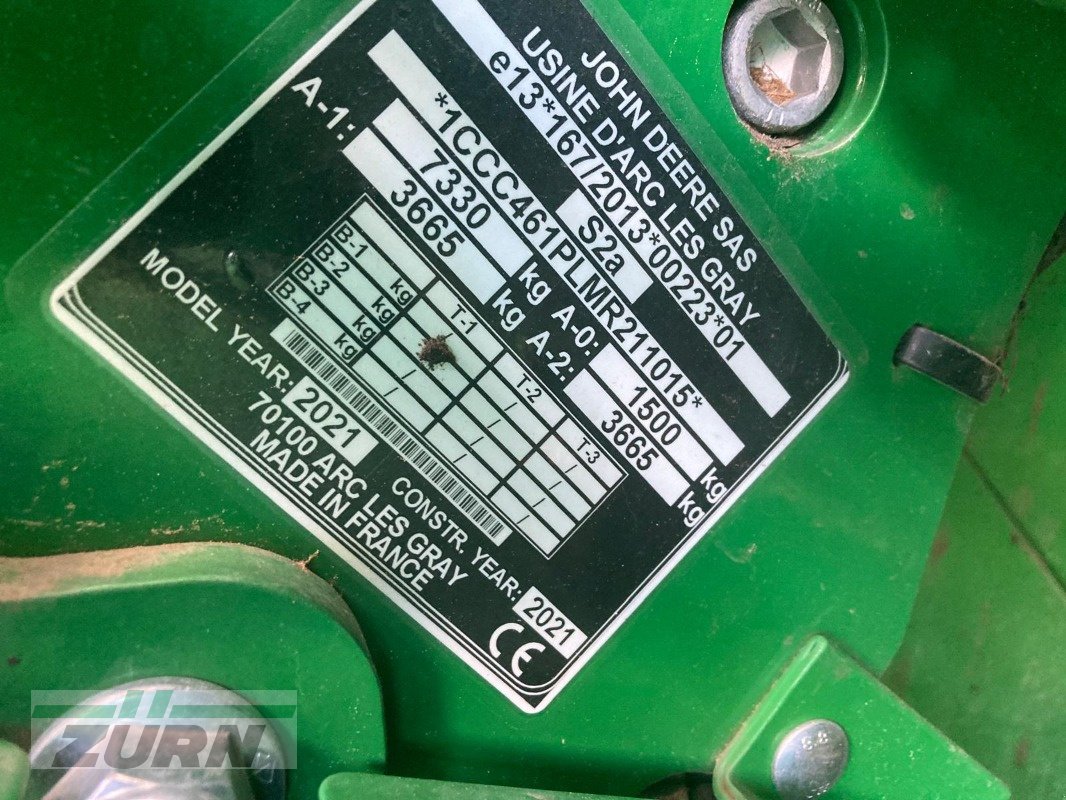 JOHN DEERE SAS
USINE D'ARC LES GRAY
e13*167/2013*00223*01
S2a
*1CCC461PLMR211015*
7330 kg A-0: 1500 kg
A-1: 3665 kg A-2: 3665 kg
T-1 T-2 T-3
B-1 kg / / /
B-2 kg / / /
B-3 kg / / /
B-4 kg
MODEL YEAR: 2021 CONSTR. YEAR: 2021
70100 ARC LES GRAY
MADE IN FRANCE
CE
8.8
ZÜRN